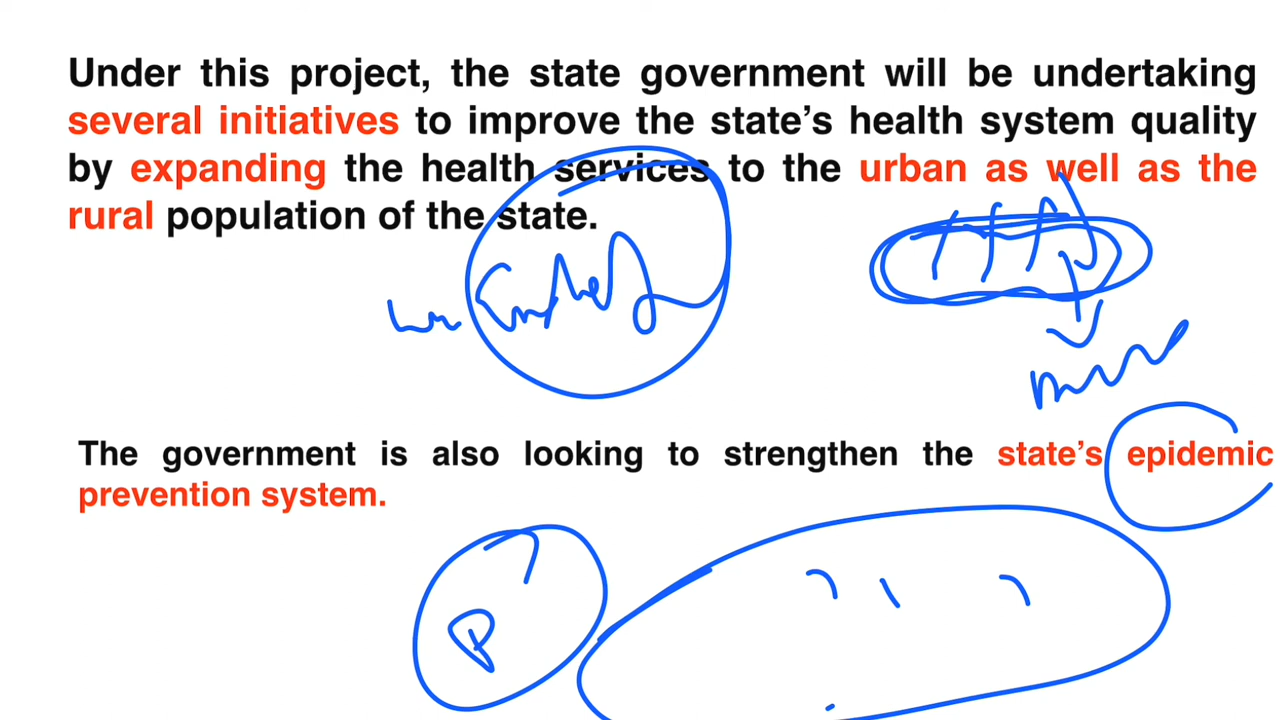 Under this project, the state government will be undertaking
several initiatives to improve the state's health system quality
by expanding the health services to the urban as well as the
rural population of the state.
The government is also looking to strengthen the state's epidemic
prevention system.
P